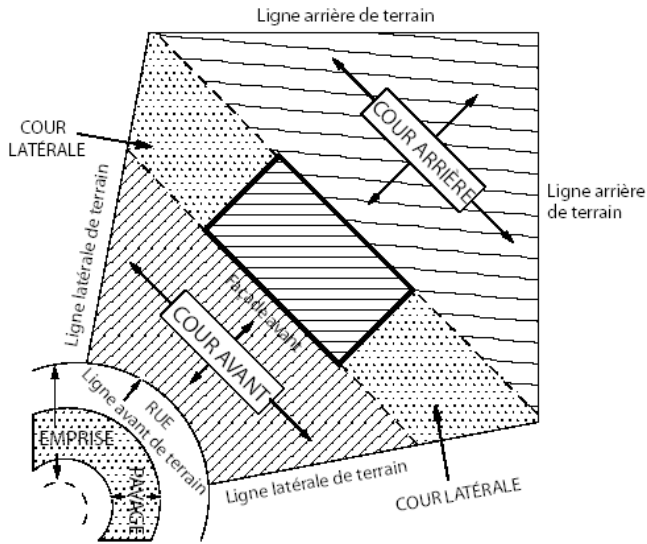 Ligne arrière de terrain
COUR
LATÉRALE
COUR ARRIÈRE
Ligne arrière
de terrain
Ligne latérale de terrain
Façade avant
COUR AVANT
Ligne avant de terrain
RUE
EMPRISE
PAVAGE
Ligne latérale de terrain
COUR LATÉRALE